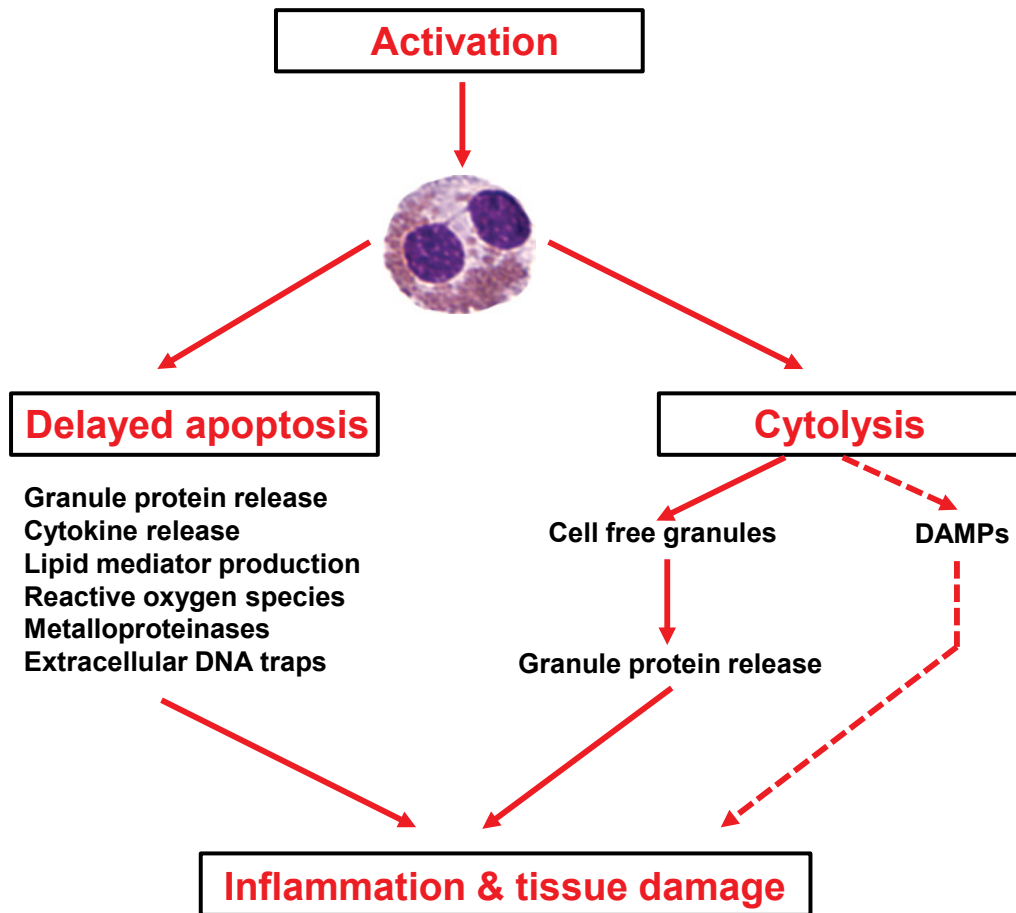 Activation
Delayed apoptosis
Granule protein release
Cytokine release
Lipid mediator production
Reactive oxygen species
Metalloproteinases
Extracellular DNA traps
Cytolysis
Cell free granules
DAMPs
Granule protein release
Inflammation & tissue damage